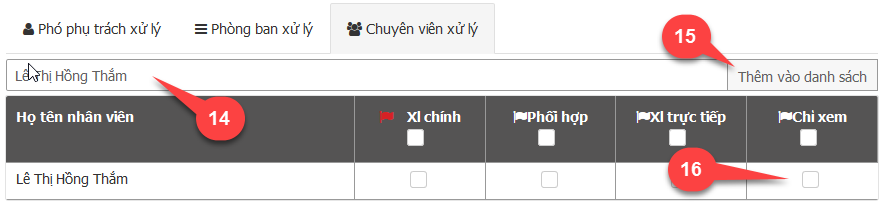 Phó phụ trách xử lý Phòng ban xử lý Chuyên viên xử lý
15
Lê Thị Hồng Thắm Thêm vào danh sách
14
Họ tên nhân viên Xl chính Phối hợp Xl trực tiếp Chỉ xem
16
Lê Thị Hồng Thắm